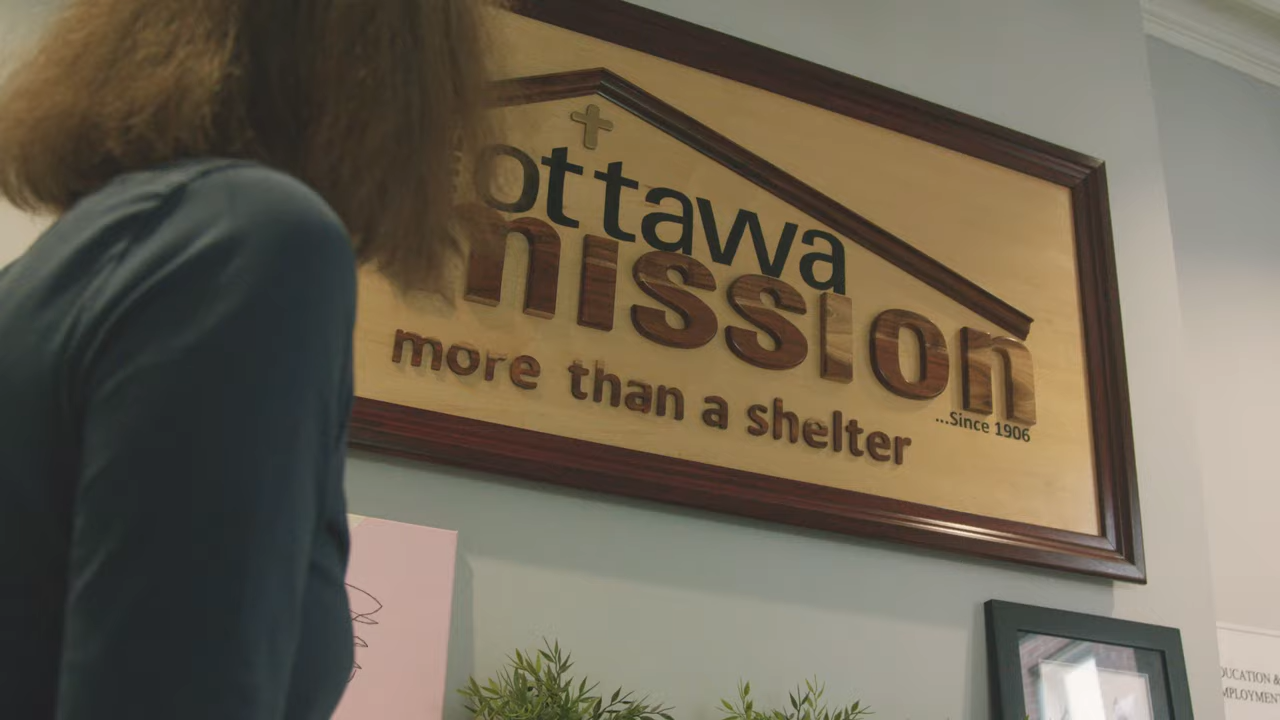 ottawa
mission
more than a shelter
...Since 1906